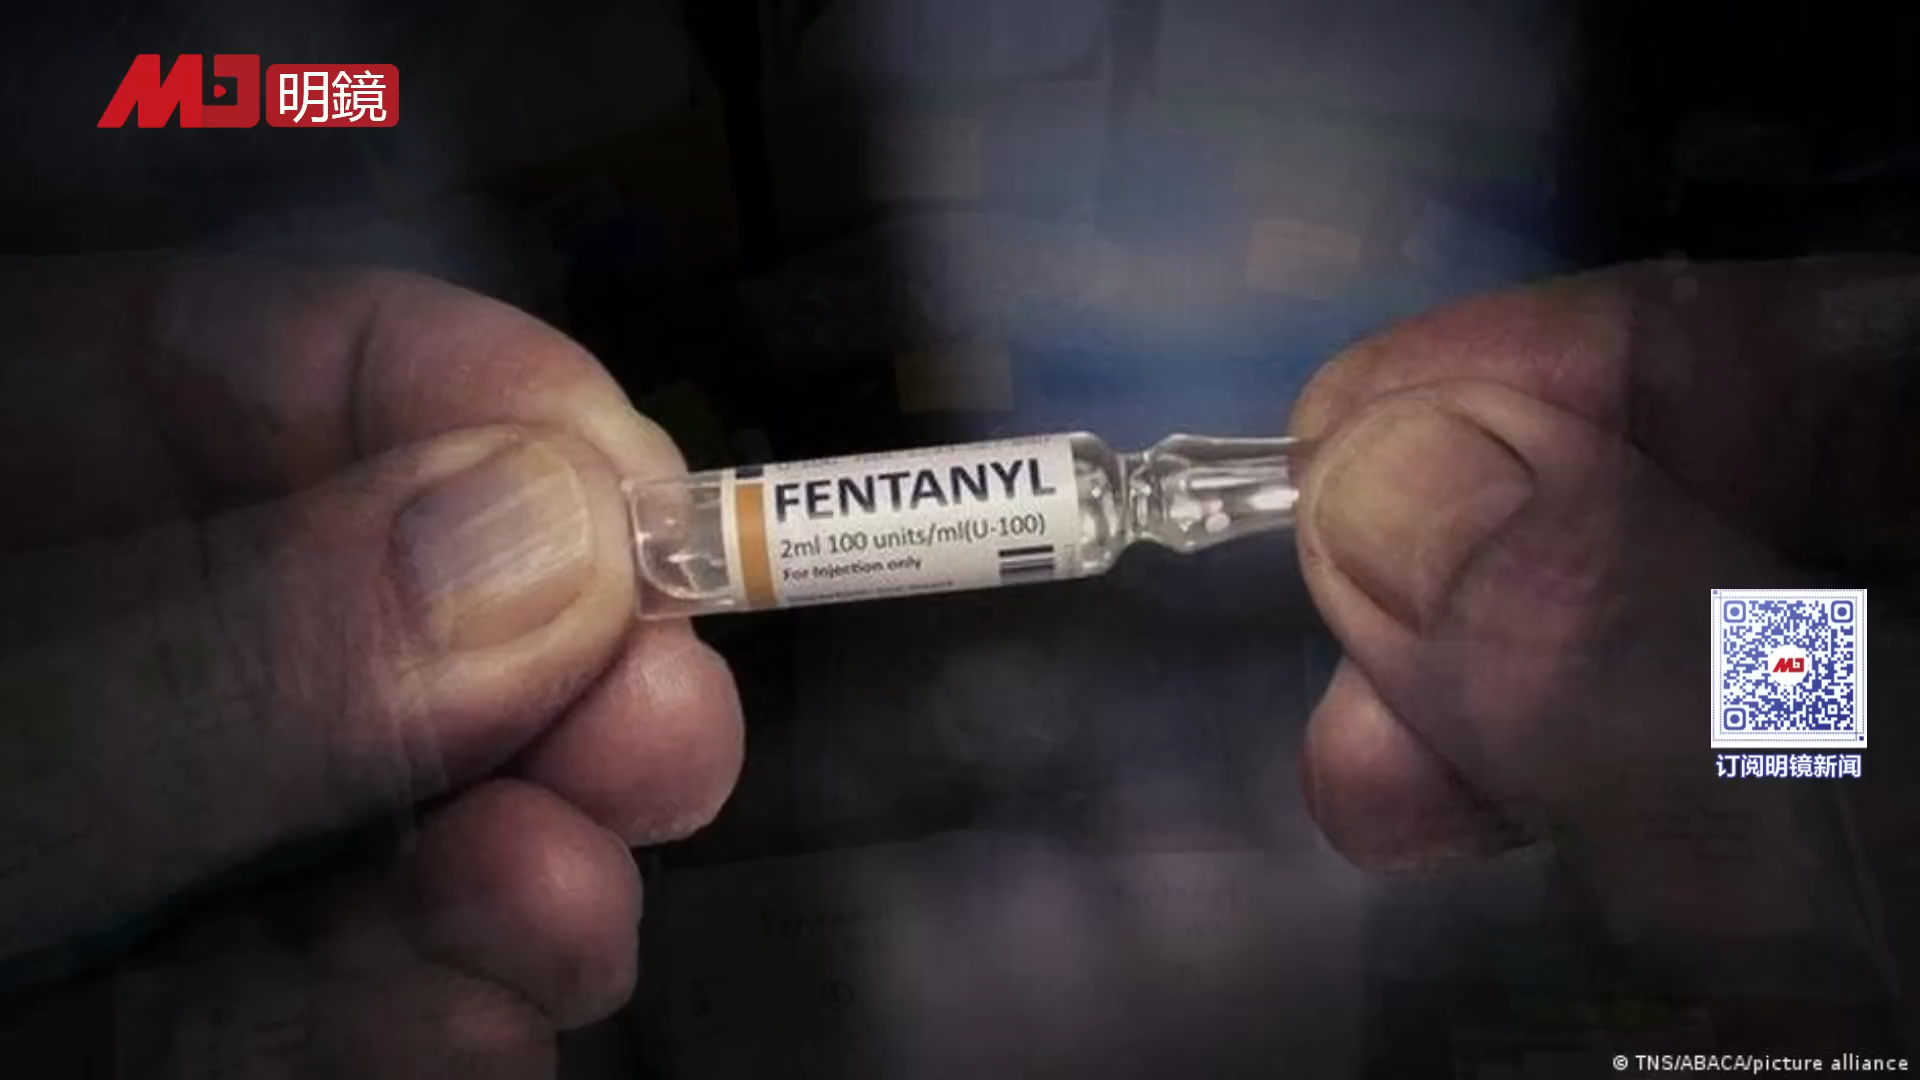 MJ 明鏡
FENTANYL
2ml 100 units/ml(U-100)
For Injection only
订阅明镜新闻
© TNS/ABACA/picture alliance